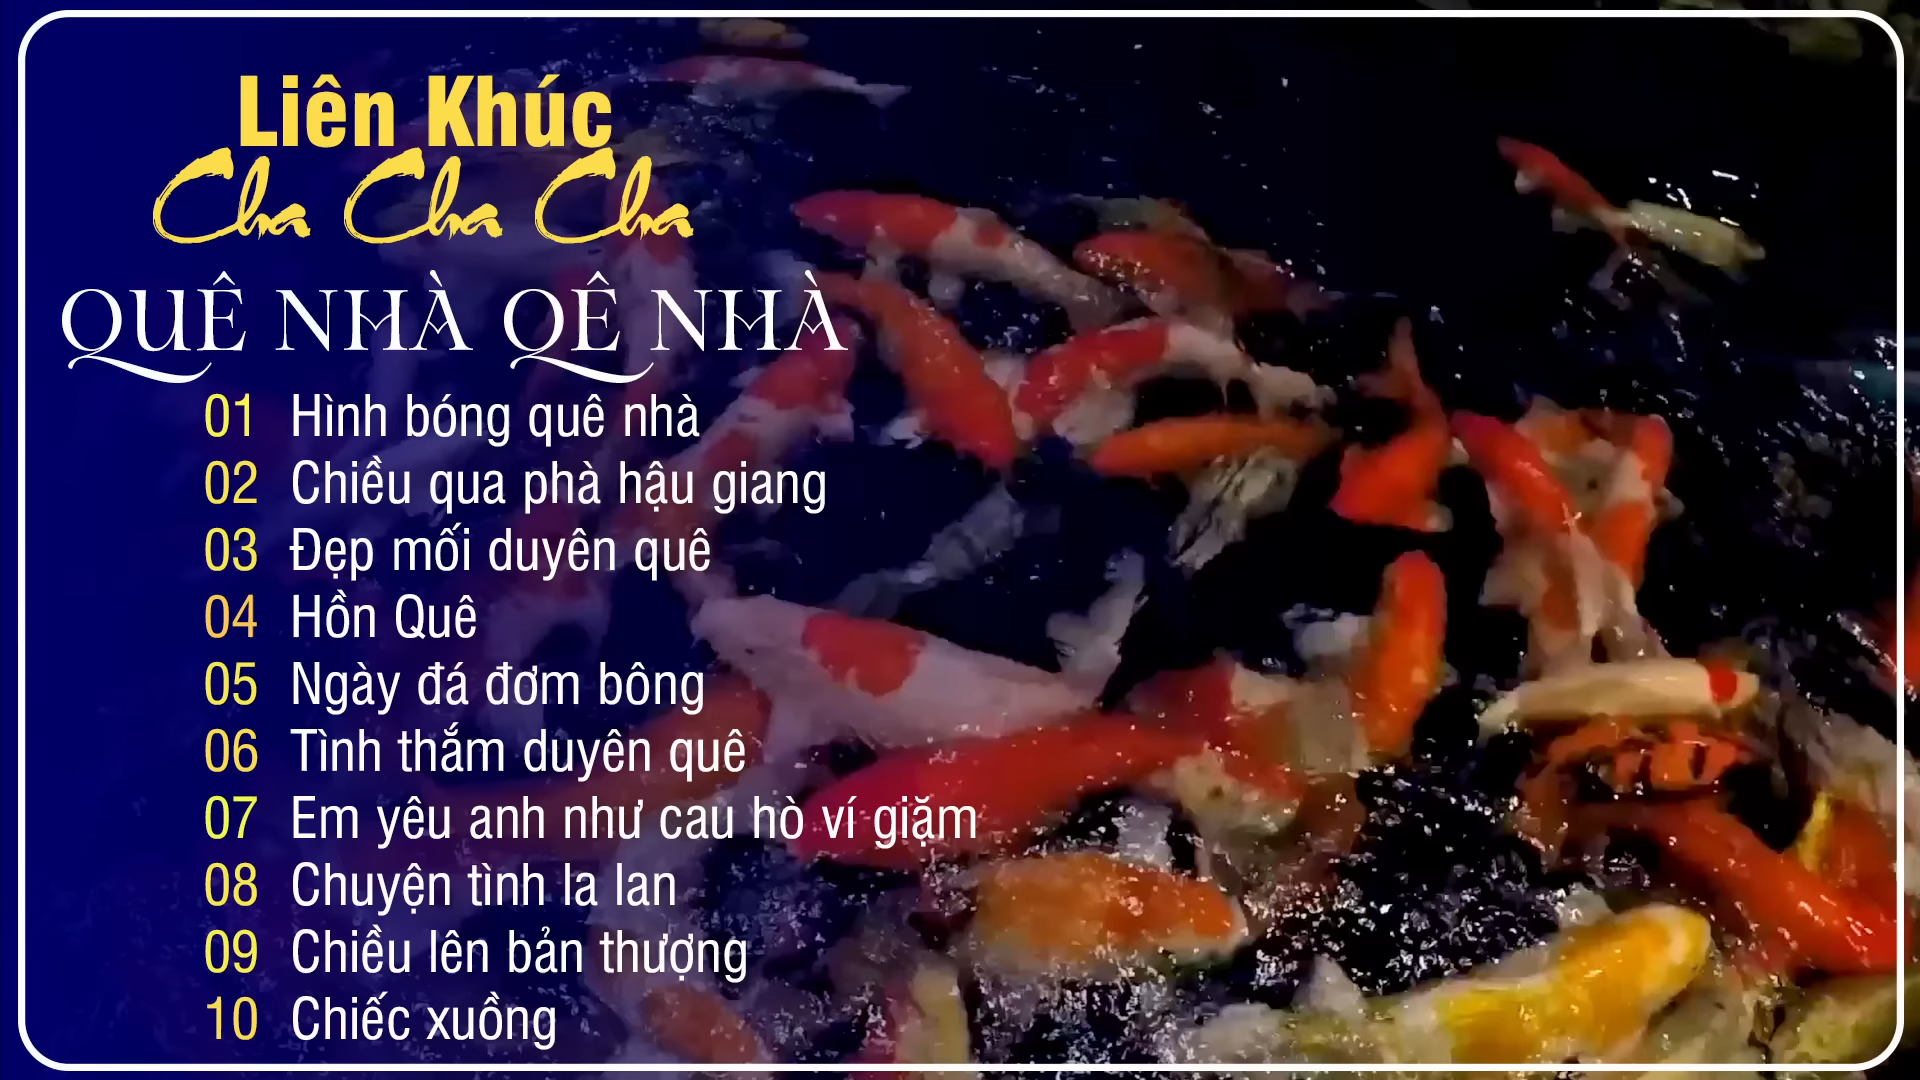 Liên Khúc
Cha Cha Cha
QUÊ NHÀ QÊ NHÀ
01 Hình bóng quê nhà
02 Chiều qua phà hậu giang
03 Đẹp mối duyên quê
04 Hồn Quê
05 Ngày đá đơm bông
06 Tình thắm duyên quê
07 Em yêu anh như cau hò ví giặm
08 Chuyện tình la lan
09 Chiều lên bản thượng
10 Chiếc xuồng